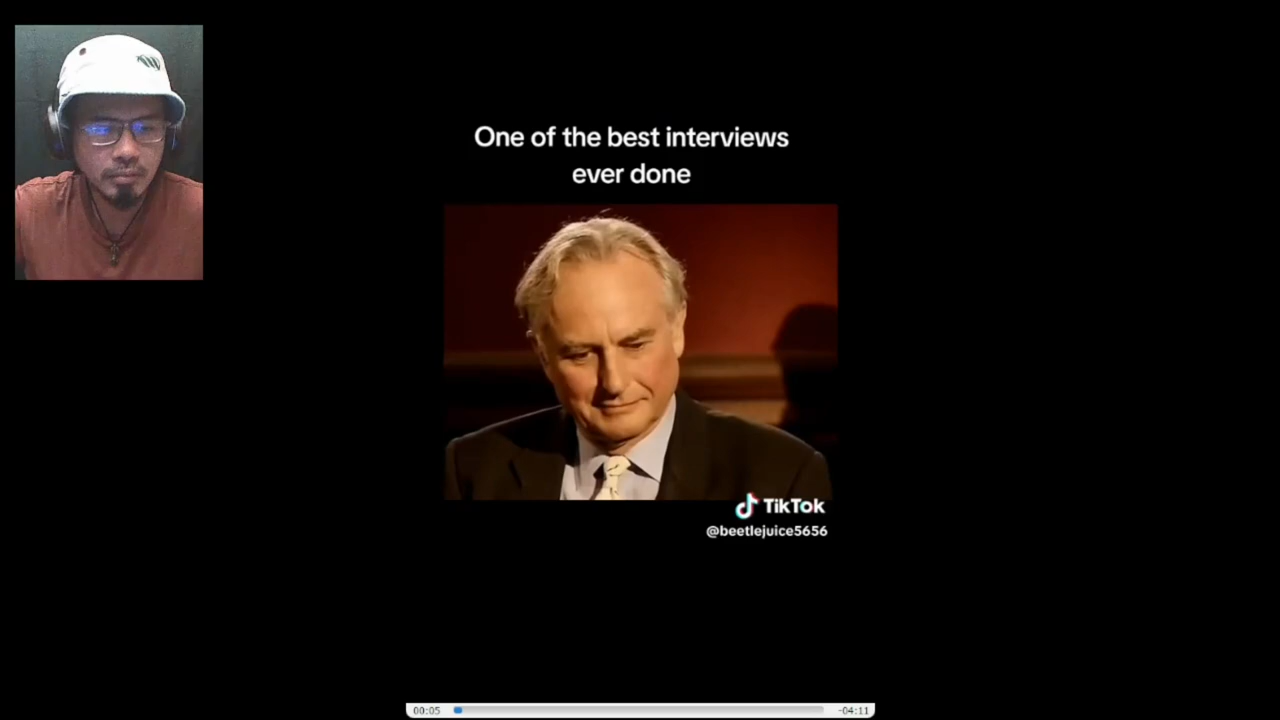 One of the best interviews
ever done
TikTok
@beetlejuice5656
00:05
-04:11